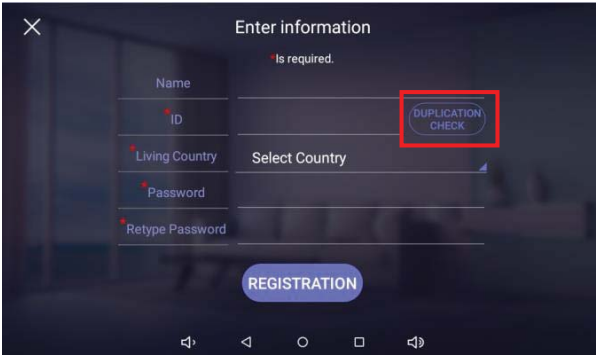 Enter information
*Is required.
Name
*ID
DUPLICATION
CHECK
*Living Country
Select Country
*Password
*Retype Password
REGISTRATION